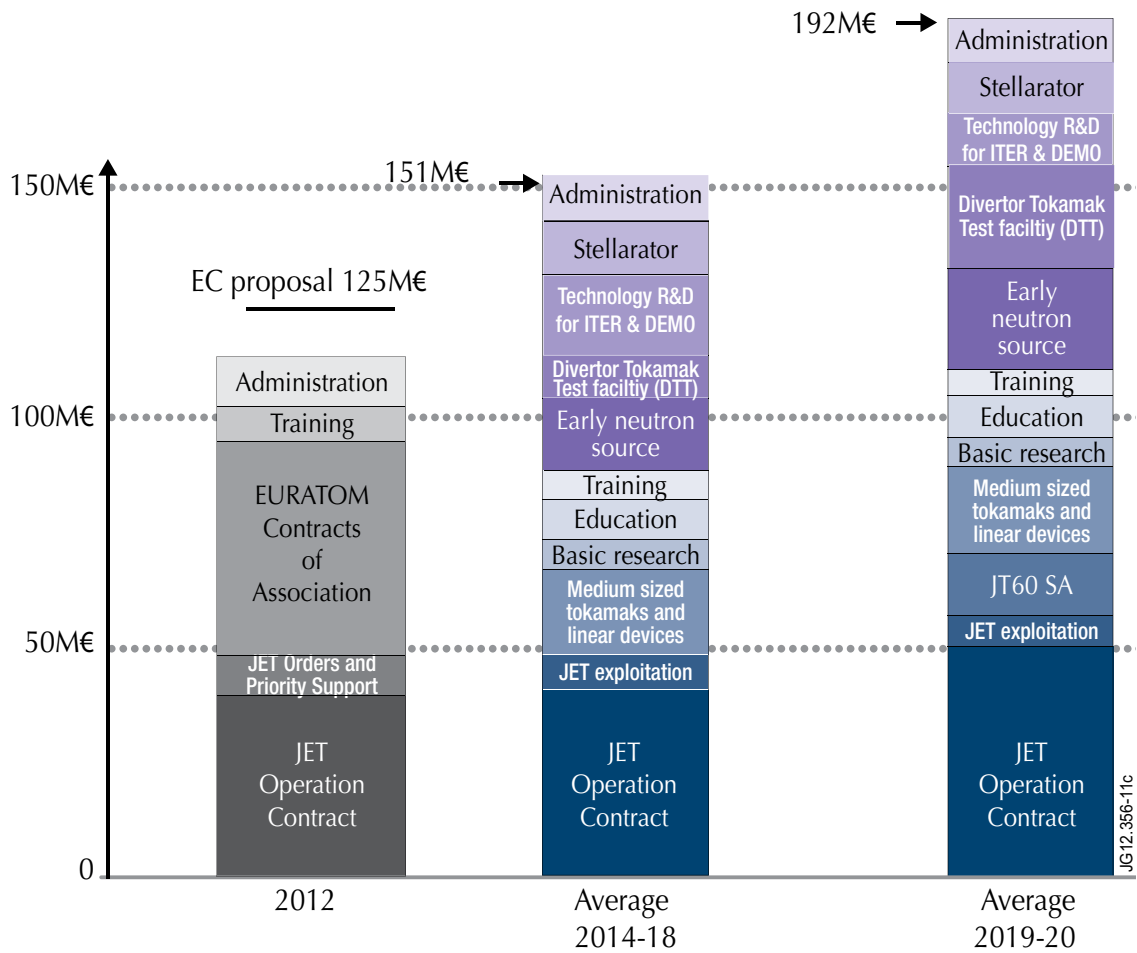 192M€
Administration
Stellarator
Technology R&D
for ITER & DEMO
Divertor Tokamak
Test faciltiy (DTT)
Early
neutron
source
Training
Education
Basic research
Medium sized
tokamaks and
linear devices
JT60 SA
JET exploitation
JET
Operation
Contract
151M€
Administration
Stellarator
Technology R&D
for ITER & DEMO
Divertor Tokamak
Test faciltiy (DTT)
Early neutron
source
Training
Education
Basic research
Medium sized
tokamaks and
linear devices
JET exploitation
JET
Operation
Contract
EC proposal 125M€
Administration
Training
EURATOM
Contracts
of
Association
JET Orders and
Priority Support
JET
Operation
Contract
150M€
100M€
50M€
0
2012
Average
2014-18
Average
2019-20
JG12.356-11c